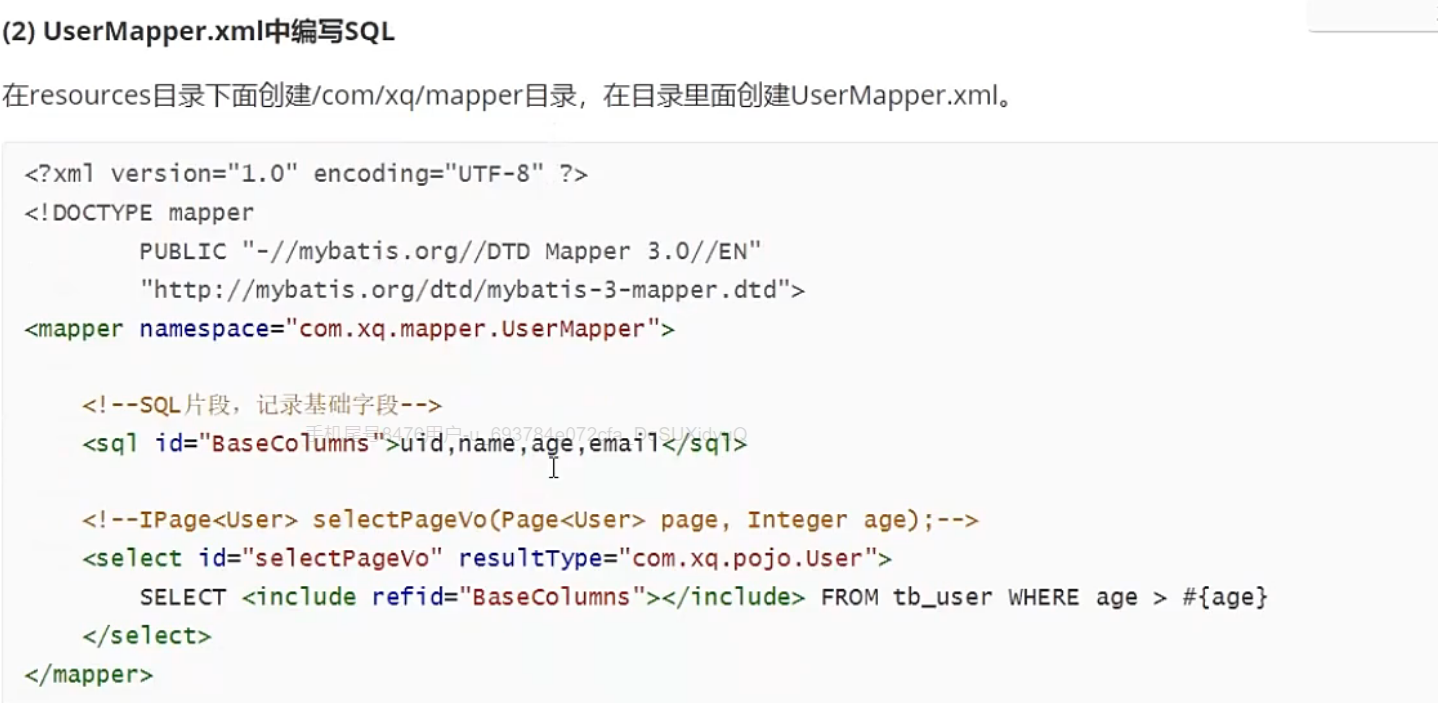 (2) UserMapper.xml中编写SQL
在resources目录下面创建/com/xq/mapper目录，在目录里面创建UserMapper.xml。
<?xml version="1.0" encoding="UTF-8" ?>
<!DOCTYPE mapper
        PUBLIC "-//mybatis.org//DTD Mapper 3.0//EN"
        "http://mybatis.org/dtd/mybatis-3-mapper.dtd">
<mapper namespace="com.xq.mapper.UserMapper">
    <!--SQL片段，记录基础字段-->
    <sql id="BaseColumns">uid,name,age,email</sql>
    <!--IPage<User> selectPageVo(Page<User> page, Integer age);-->
    <select id="selectPageVo" resultType="com.xq.pojo.User">
        SELECT <include refid="BaseColumns"></include> FROM tb_user WHERE age > #{age}
    </select>
</mapper>